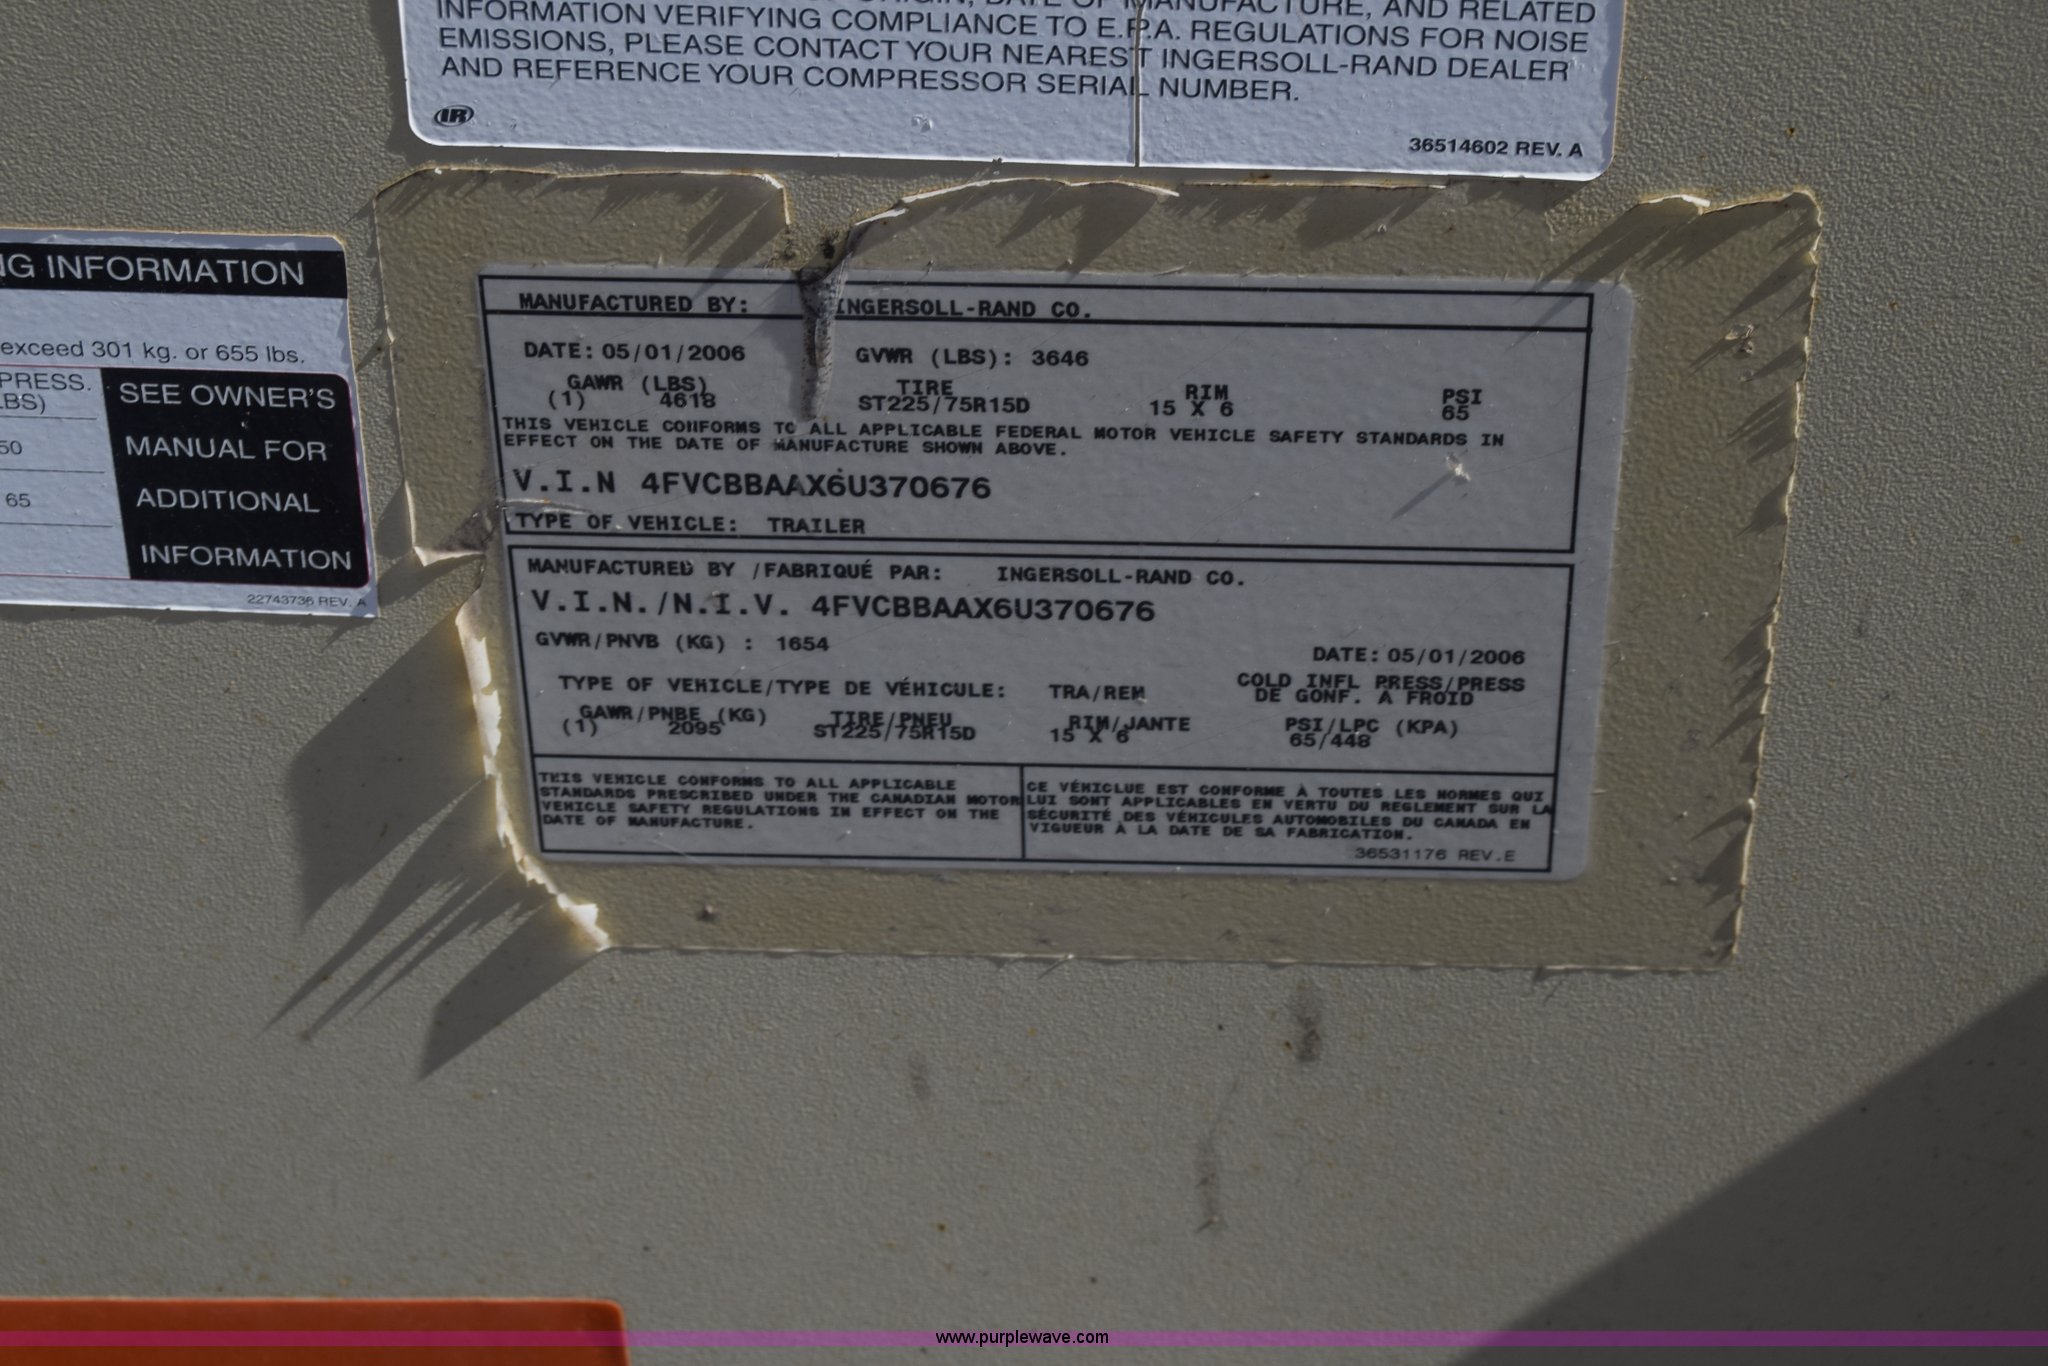 ORIGIN, DATE OF MANUFACTURE, AND RELATED
INFORMATION VERIFYING COMPLIANCE TO E.P.A. REGULATIONS FOR NOISE
EMISSIONS, PLEASE CONTACT YOUR NEAREST INGERSOLL-RAND DEALER
AND REFERENCE YOUR COMPRESSOR SERIAL NUMBER.
IR
36514602 REV. A
NG INFORMATION
exceed 301 kg. or 655 lbs.
PRESS.
LBS)
50
65
SEE OWNER'S
MANUAL FOR
ADDITIONAL
INFORMATION
22743736 REV. A
MANUFACTURED BY: INGERSOLL-RAND CO.
DATE: 05/01/2006 GVWR (LBS): 3646
GAWR (LBS) TIRE RIM PSI
(1) 4618 ST225/75R15D 15 X 6 65
THIS VEHICLE CONFORMS TO ALL APPLICABLE FEDERAL MOTOR VEHICLE SAFETY STANDARDS IN
EFFECT ON THE DATE OF MANUFACTURE SHOWN ABOVE.
V.I.N 4FVCBBAAX6U370676
TYPE OF VEHICLE: TRAILER
MANUFACTURED BY /FABRIQUÉ PAR: INGERSOLL-RAND CO.
V.I.N./N.I.V. 4FVCBBAAX6U370676
GVWR/PNVB (KG) : 1654
DATE: 05/01/2006
TYPE OF VEHICLE/TYPE DE VÉHICULE: TRA/REM
COLD INFL PRESS/PRESS
DE GONF. A FROID
GAWR/PNBE (KG) TIRE/PNEU RIM/JANTE PSI/LPC (KPA)
(1) 2095 ST225/75R15D 15 X 6 65/448
THIS VEHICLE CONFORMS TO ALL APPLICABLE
STANDARDS PRESCRIBED UNDER THE CANADIAN MOTOR
VEHICLE SAFETY REGULATIONS IN EFFECT ON THE
DATE OF MANUFACTURE.
CE VÉHICLUE EST CONFORME À TOUTES LES NORMES QUI
LUI SONT APPLICABLES EN VERTU DU REGLEMENT SUR LA
SÉCURITÉ DES VÉHICULES AUTOMOBILES DU CANADA EN
VIGUEUR À LA DATE DE SA FABRICATION.
36531176 REV.E
www.purplewave.com